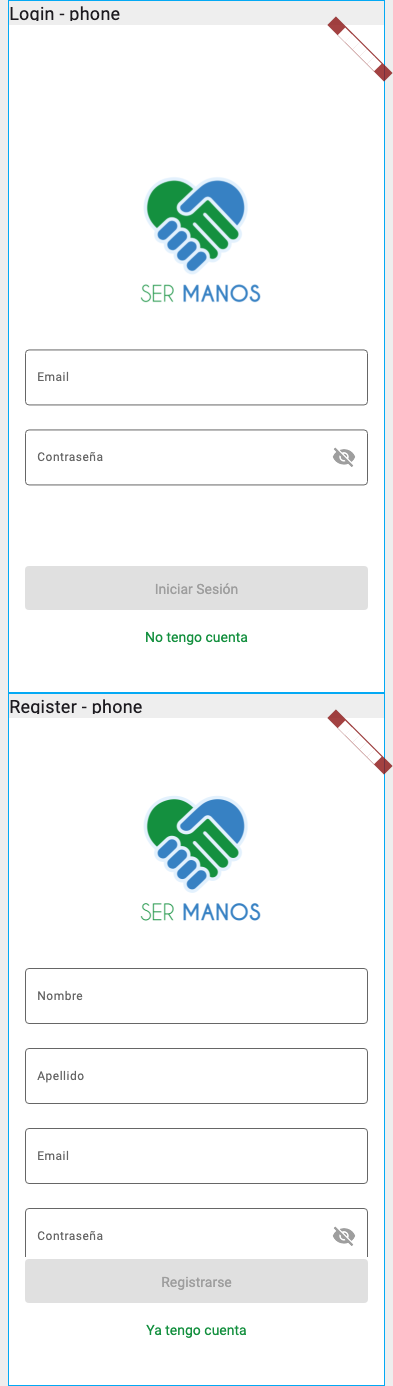 Login - phone
SER MANOS
Email
Contraseña
Iniciar Sesión
No tengo cuenta
Register - phone
SER MANOS
Nombre
Apellido
Email
Contraseña
Registrarse
Ya tengo cuenta